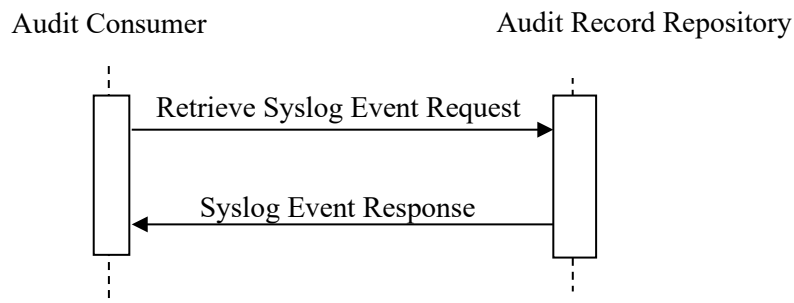 Audit Consumer
Audit Record Repository
Retrieve Syslog Event Request
Syslog Event Response